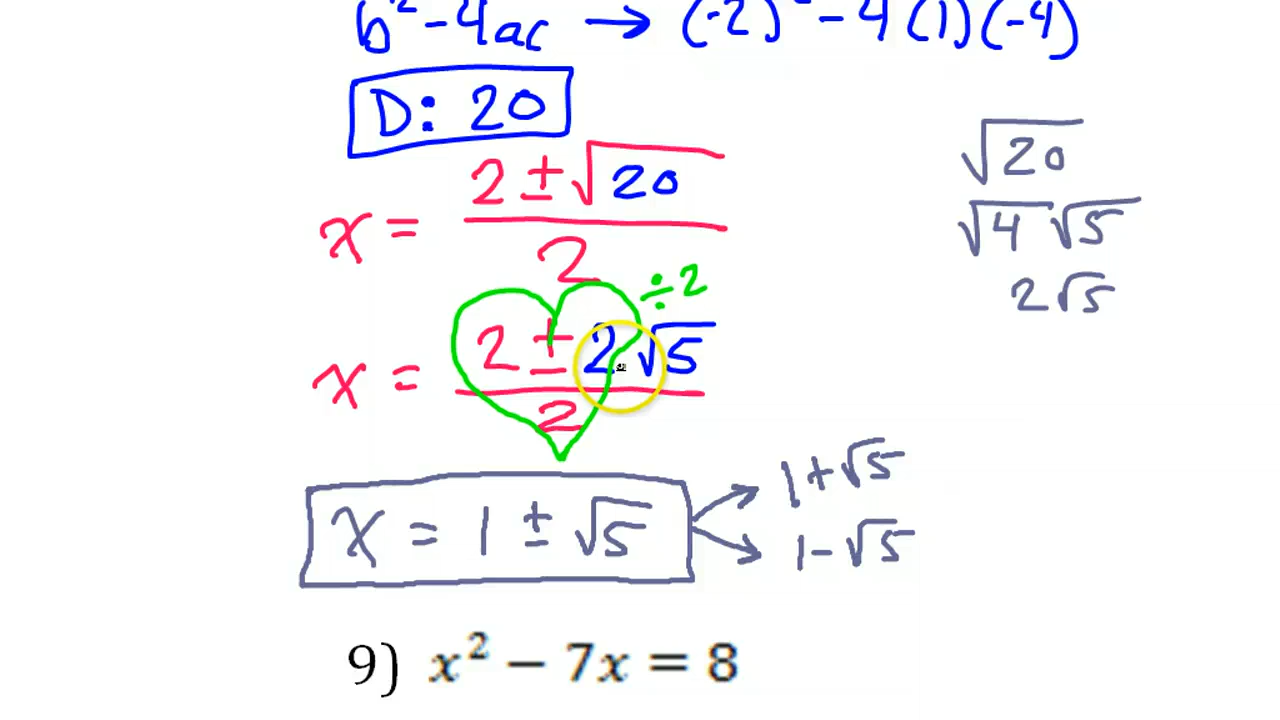 b² - 4ac → (-2)² - 4(1)(-4)
D: 20
x = (2 ± √20) / 2
√20
√4 √5
2√5
÷2
x = (2 ± 2√5) / 2
x = 1 ± √5
1+√5
1-√5
9) x² − 7x = 8